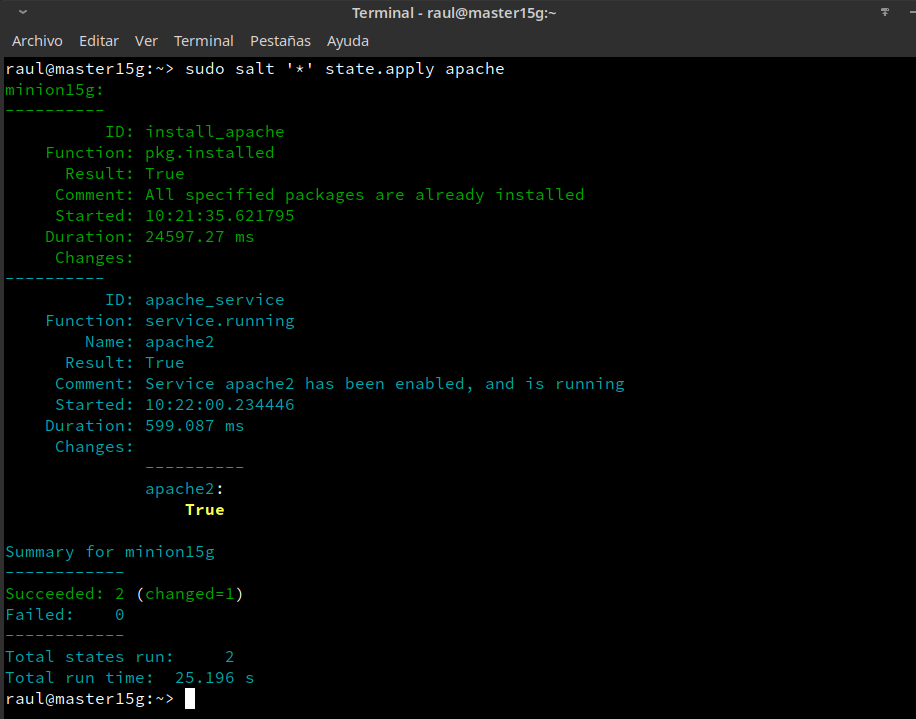 Terminal - raul@master15g:~
Archivo Editar Ver Terminal Pestañas Ayuda
raul@master15g:~> sudo salt '*' state.apply apache
minion15g:
----------
          ID: install_apache
    Function: pkg.installed
      Result: True
     Comment: All specified packages are already installed
     Started: 10:21:35.621795
    Duration: 24597.27 ms
     Changes:
----------
          ID: apache_service
    Function: service.running
        Name: apache2
      Result: True
     Comment: Service apache2 has been enabled, and is running
     Started: 10:22:00.234446
    Duration: 599.087 ms
     Changes:
              ----------
              apache2:
                  True
Summary for minion15g
------------
Succeeded: 2 (changed=1)
Failed:    0
------------
Total states run:     2
Total run time:  25.196 s
raul@master15g:~>